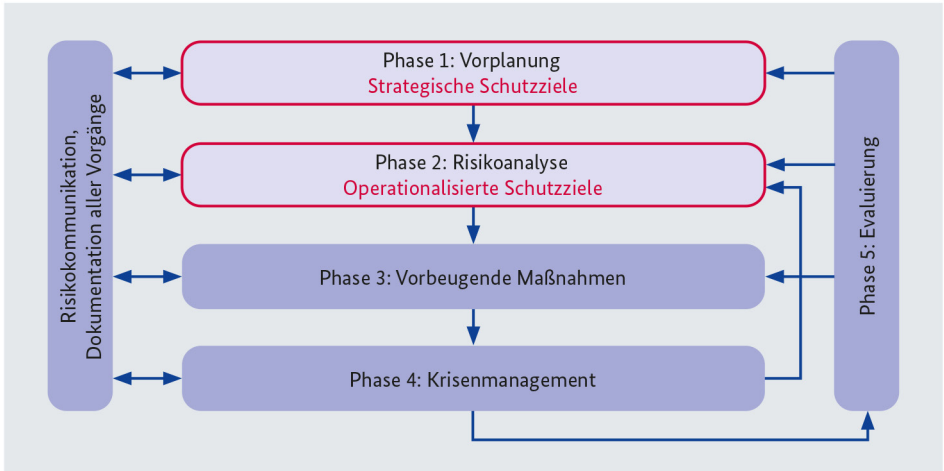 Risikokommunikation,
Dokumentation aller Vorgänge
Phase 1: Vorplanung
Strategische Schutzziele
Phase 2: Risikoanalyse
Operationalisierte Schutzziele
Phase 3: Vorbeugende Maßnahmen
Phase 4: Krisenmanagement
Phase 5: Evaluierung